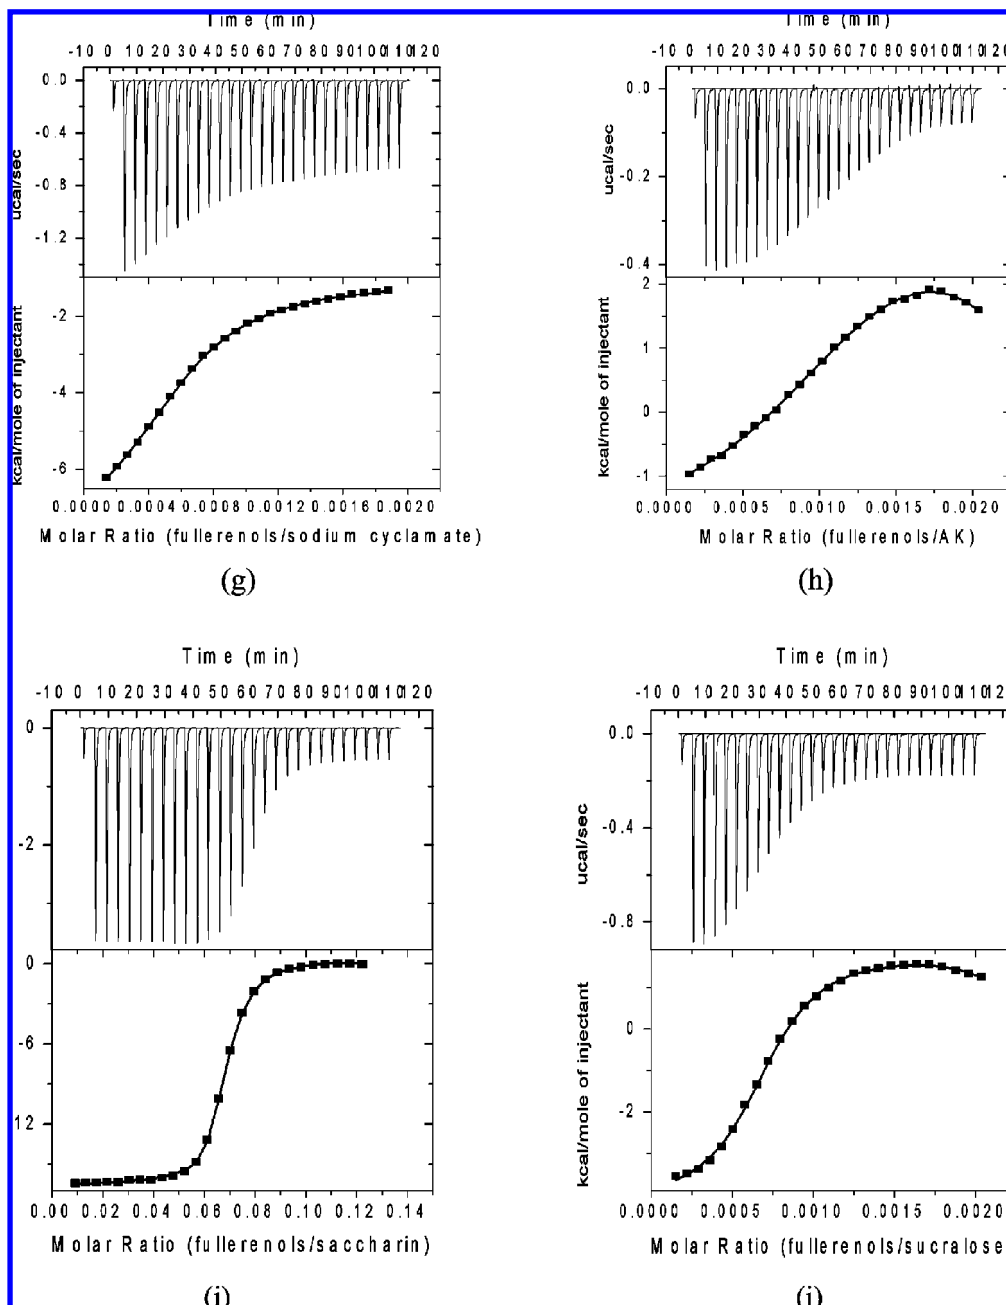 Time (min)
-10 0 10 20 30 40 50 60 70 80 90 100 110 120
0.0
-0.4
-0.8
-1.2
ucal/sec
-2
-4
-6
kcal/mole of injectant
0.0000 0.0004 0.0008 0.0012 0.0016 0.0020
Molar Ratio (fullerenols/sodium cyclamate)
(g)
Time (min)
-10 0 10 20 30 40 50 60 70 80 90 100 110 120
0.0
-0.2
-0.4
ucal/sec
2
1
0
-1
kcal/mole of injectant
0.0000 0.0005 0.0010 0.0015 0.0020
Molar Ratio (fullerenols/AK)
(h)
Time (min)
-10 0 10 20 30 40 50 60 70 80 90 100 110 120
0
-2
0
-6
12
0.00 0.02 0.04 0.06 0.08 0.10 0.12 0.14
Molar Ratio (fullerenols/saccharin)
Time (min)
-10 0 10 20 30 40 50 60 70 80 90 100 110
0.0
-0.4
-0.8
ucal/sec
0
-2
kcal/mole of injectant
0.0000 0.0005 0.0010 0.0015 0.0020
Molar Ratio (fullerenols/sucralose